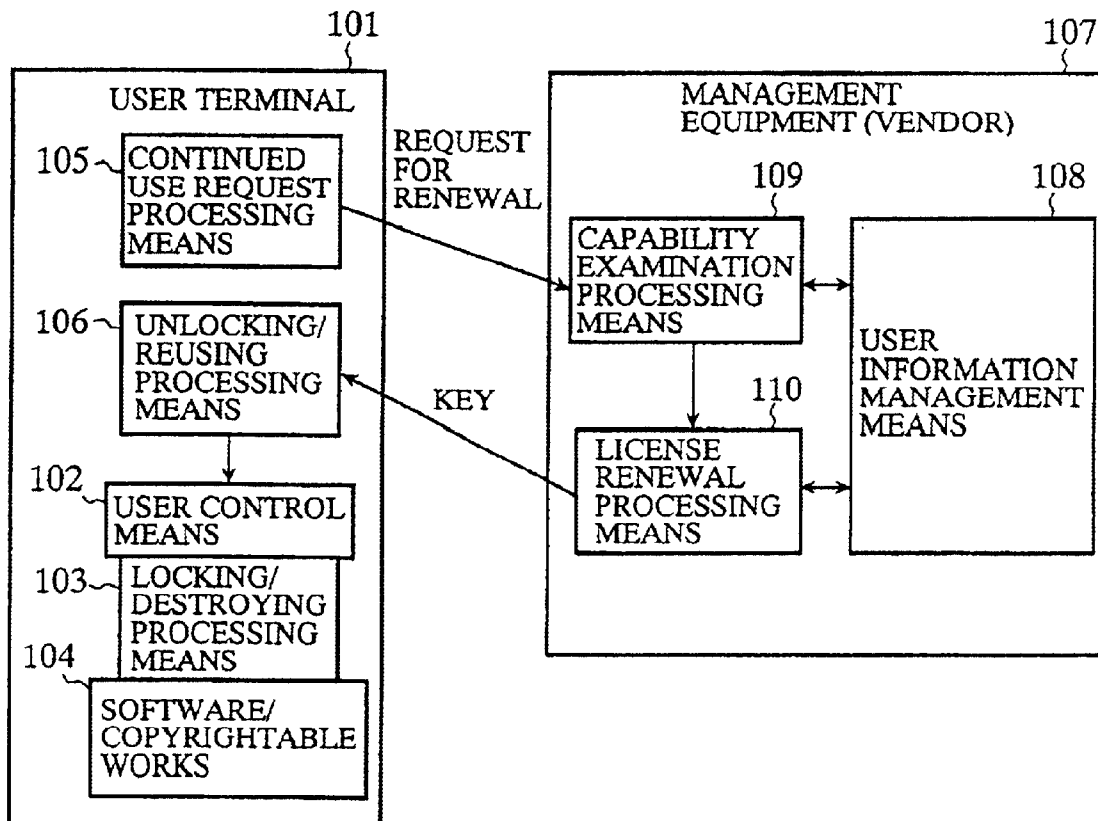 101
USER TERMINAL
105
CONTINUED
USE REQUEST
PROCESSING
MEANS
106
UNLOCKING/
REUSING
PROCESSING
MEANS
102
USER CONTROL
MEANS
103
LOCKING/
DESTROYING
PROCESSING
MEANS
104
SOFTWARE/
COPYRIGHTABLE
WORKS
REQUEST
FOR
RENEWAL
KEY
107
MANAGEMENT
EQUIPMENT (VENDOR)
109
CAPABILITY
EXAMINATION
PROCESSING
MEANS
110
LICENSE
RENEWAL
PROCESSING
MEANS
108
USER
INFORMATION
MANAGEMENT
MEANS